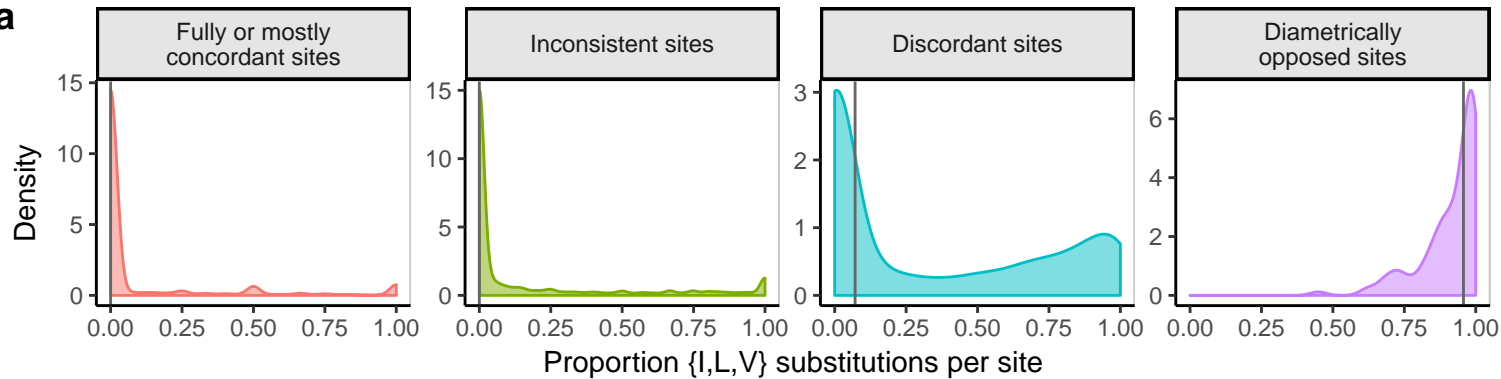 a
Fully or mostly
concordant sites
Inconsistent sites
Discordant sites
Diametrically
opposed sites
Density
15
10
5
0
15
10
5
0
3
2
1
0
6
4
2
0
0.00 0.25 0.50 0.75 1.00
0.00 0.25 0.50 0.75 1.00
0.00 0.25 0.50 0.75 1.00
0.00 0.25 0.50 0.75 1.00
Proportion {I,L,V} substitutions per site